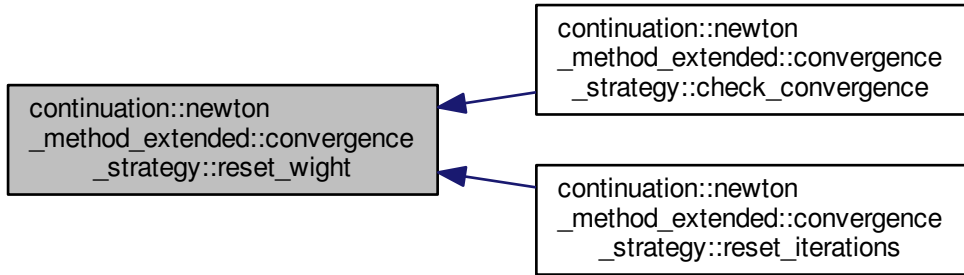 continuation::newton
_method_extended::convergence
_strategy::reset_wight
continuation::newton
_method_extended::convergence
_strategy::check_convergence
continuation::newton
_method_extended::convergence
_strategy::reset_iterations